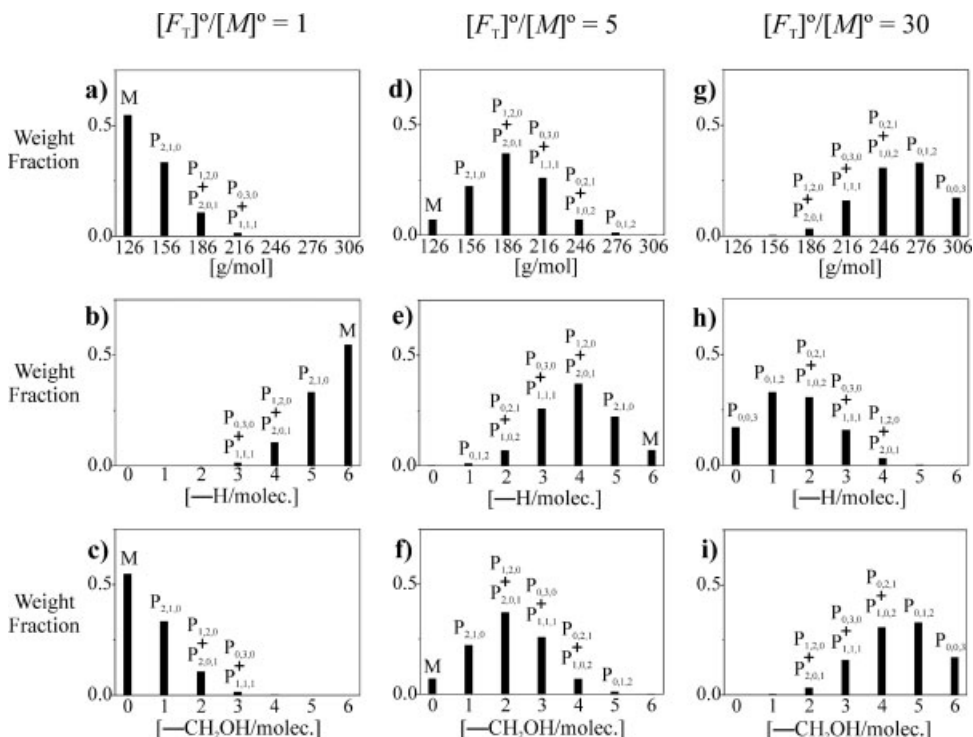 [F_T]º/[M]º = 1
[F_T]º/[M]º = 5
[F_T]º/[M]º = 30
a)
Weight
Fraction
0.5
0.0
M
P2,1,0
P1,2,0
+
P2,0,1
P0,3,0
+
P1,1,1
126 156 186 216 246 276 306
[g/mol]
d)
0.5
0.0
M
P2,1,0
P1,2,0
+
P2,0,1
P0,3,0
+
P1,1,1
P0,2,1
+
P1,0,2
P0,1,2
126 156 186 216 246 276 306
[g/mol]
g)
0.5
0.0
P1,2,0
+
P2,0,1
P0,3,0
+
P1,1,1
P0,2,1
+
P1,0,2
P0,1,2
P0,0,3
126 156 186 216 246 276 306
[g/mol]
b)
Weight
Fraction
0.5
0.0
P0,3,0
+
P1,1,1
P1,2,0
+
P2,0,1
P2,1,0
M
0 1 2 3 4 5 6
[—H/molec.]
e)
0.5
0.0
P0,1,2
P0,2,1
+
P1,0,2
P0,3,0
+
P1,1,1
P1,2,0
+
P2,0,1
P2,1,0
M
0 1 2 3 4 5 6
[—H/molec.]
h)
0.5
0.0
P0,0,3
P0,1,2
P0,2,1
+
P1,0,2
P0,3,0
+
P1,1,1
P1,2,0
+
P2,0,1
0 1 2 3 4 5 6
[—H/molec.]
c)
Weight
Fraction
0.5
0.0
M
P2,1,0
P1,2,0
+
P2,0,1
P0,3,0
+
P1,1,1
0 1 2 3 4 5 6
[—CH2OH/molec.]
f)
0.5
0.0
M
P2,1,0
P1,2,0
+
P2,0,1
P0,3,0
+
P1,1,1
P0,2,1
+
P1,0,2
P0,1,2
0 1 2 3 4 5 6
[—CH2OH/molec.]
i)
0.5
0.0
P1,2,0
+
P2,0,1
P0,3,0
+
P1,1,1
P0,2,1
+
P1,0,2
P0,1,2
P0,0,3
0 1 2 3 4 5 6
[—CH2OH/molec.]